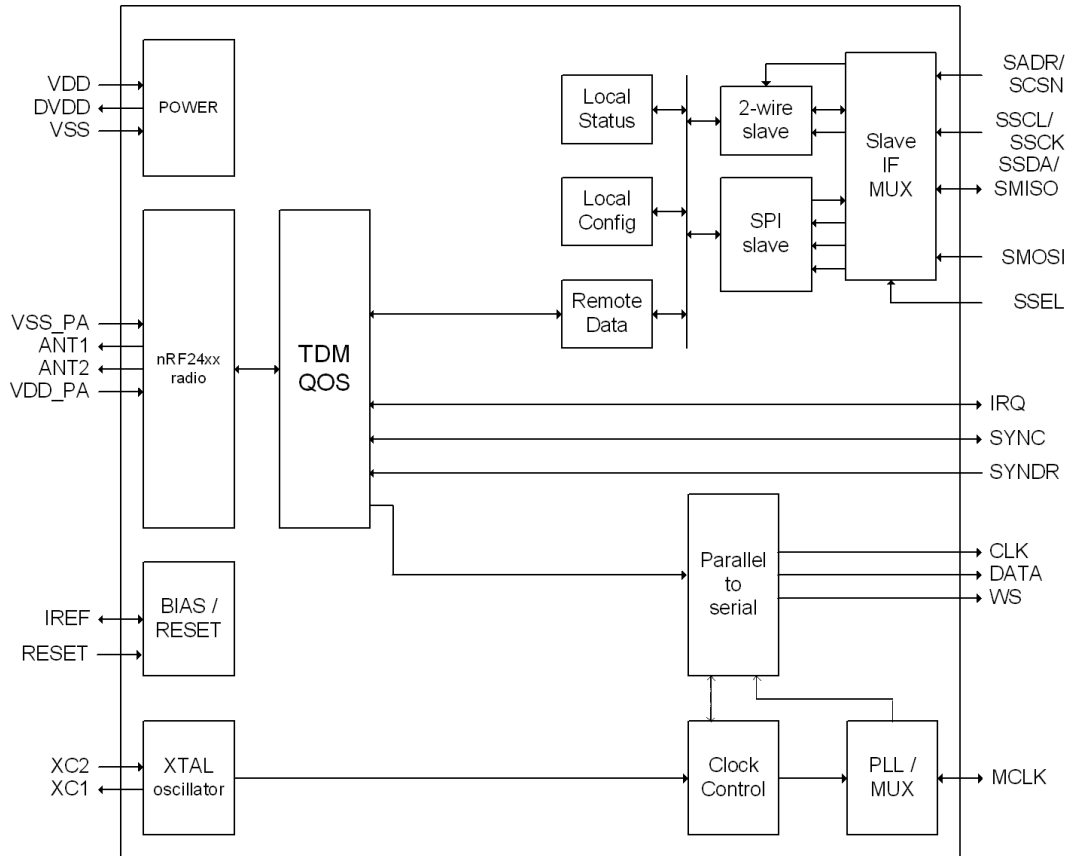 VDD
DVDD
VSS
POWER
VSS_PA
ANT1
ANT2
VDD_PA
nRF24xx
radio
TDM
QOS
IREF
RESET
BIAS /
RESET
XC2
XC1
XTAL
oscillator
Local
Status
Local
Config
Remote
Data
2-wire
slave
SPI
slave
Slave
IF
MUX
SADR/
SCSN
SSCL/
SSCK
SSDA/
SMISO
SMOSI
SSEL
IRQ
SYNC
SYNDR
Parallel
to
serial
CLK
DATA
WS
Clock
Control
PLL /
MUX
MCLK